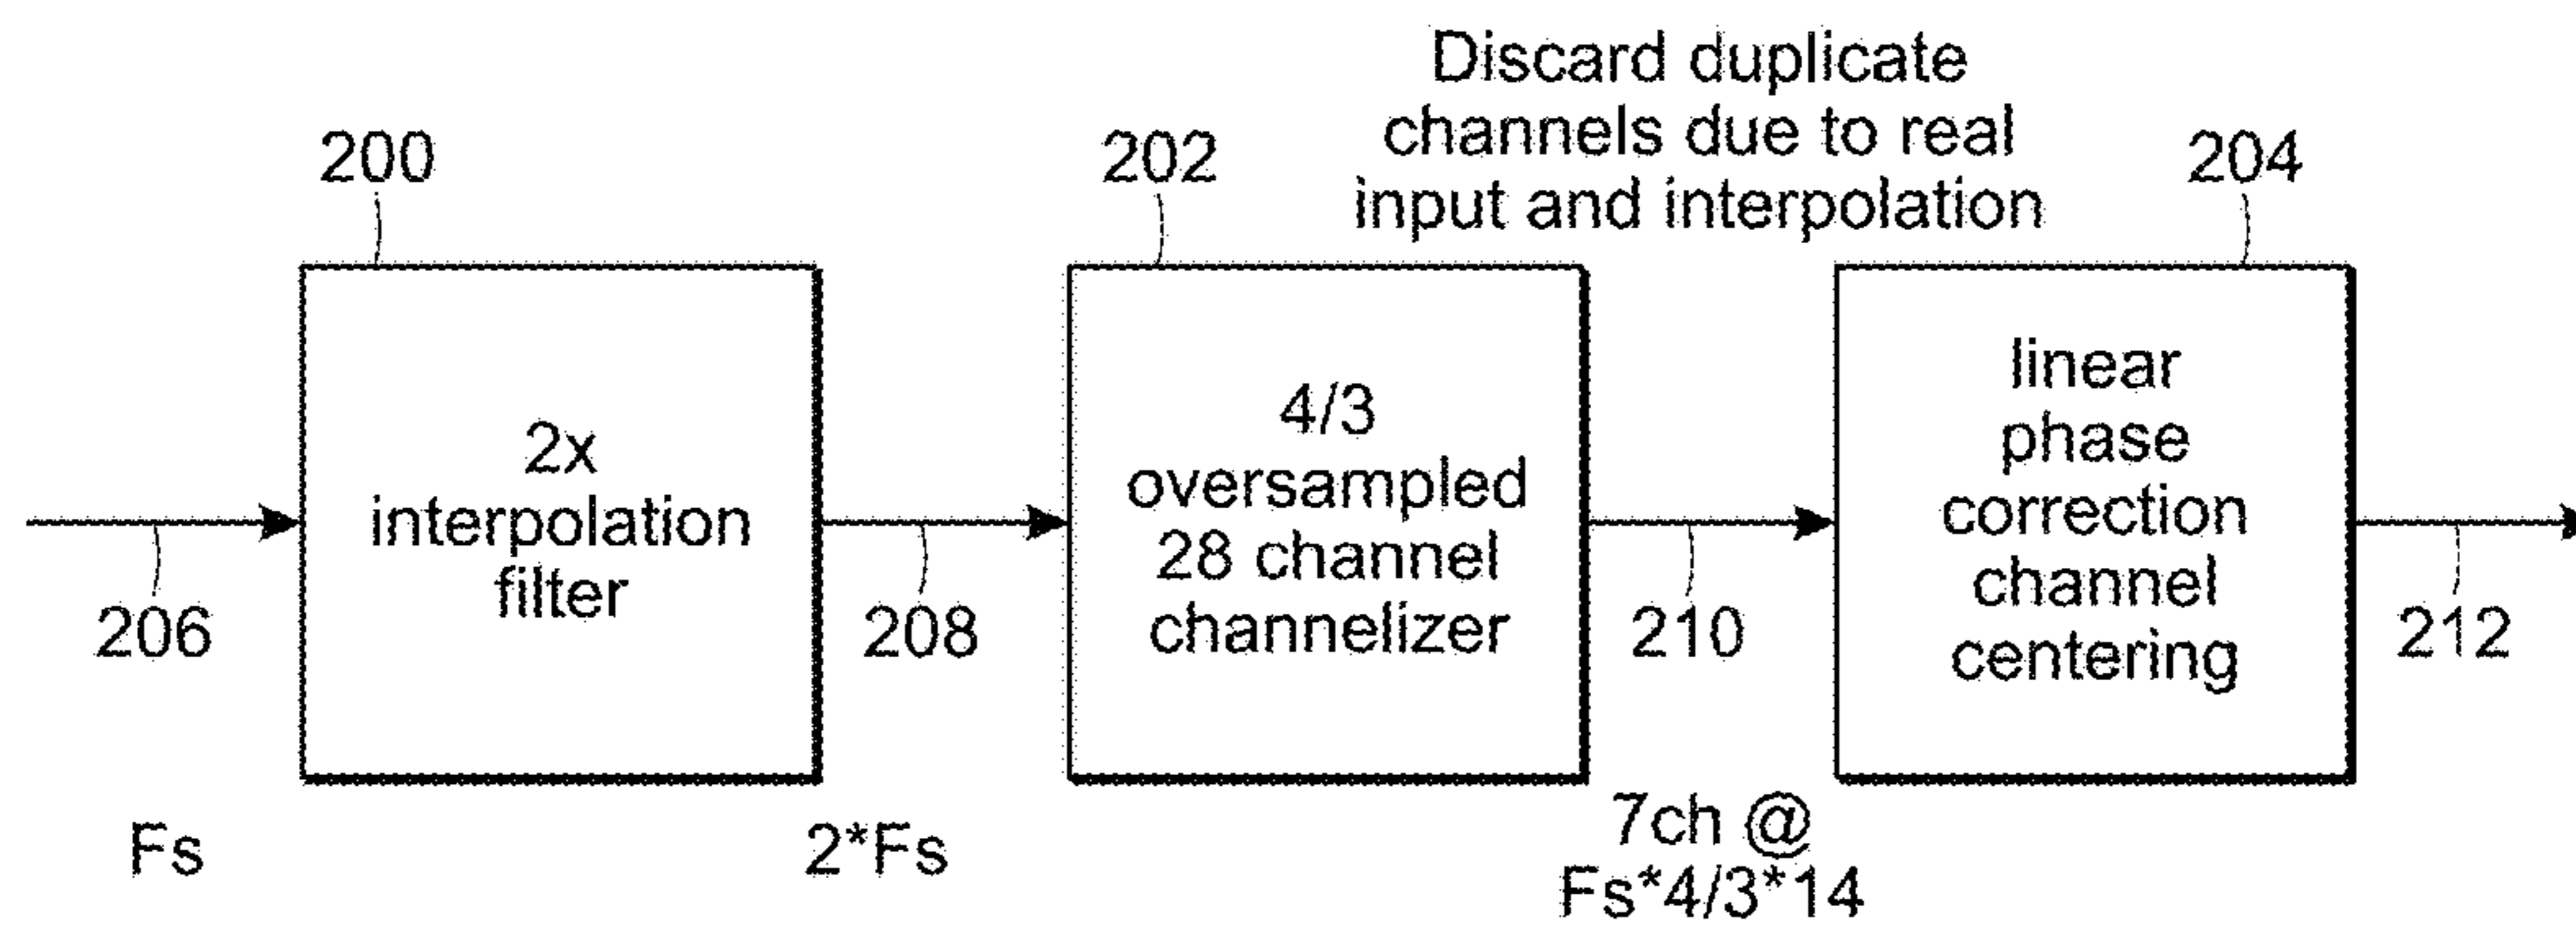 Discard duplicate
channels due to real
input and interpolation
200
202
204
2x
interpolation
filter
4/3
oversampled
28 channel
channelizer
linear
phase
correction
channel
centering
206
208
210
212
Fs
2*Fs
7ch @
Fs*4/3*14